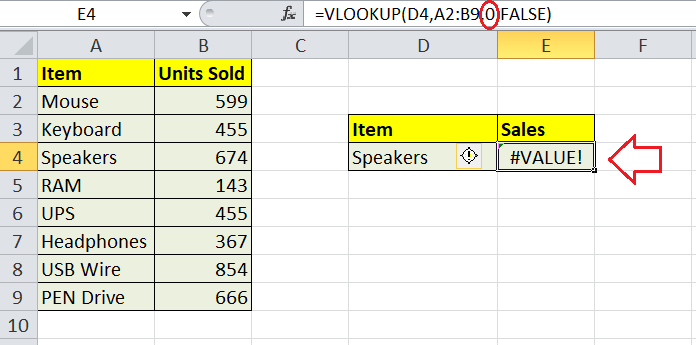 E4 fx =VLOOKUP(D4,A2:B9,0,FALSE)
A B C D E F
1 Item Units Sold
2 Mouse 599
3 Keyboard 455 Item Sales
4 Speakers 674 Speakers #VALUE!
5 RAM 143
6 UPS 455
7 Headphones 367
8 USB Wire 854
9 PEN Drive 666
10